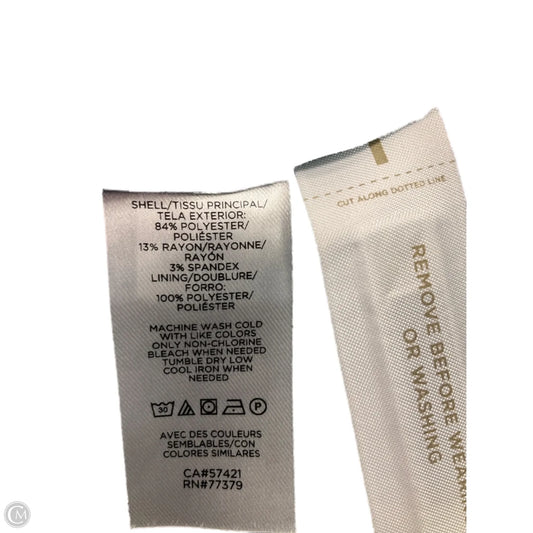 SHELL/TISSU PRINCIPAL/
TELA EXTERIOR:
84% POLYESTER/
POLIÉSTER
13% RAYON/RAYONNE/
RAYÓN
3% SPANDEX
LINING/DOUBLURE/
FORRO:
100% POLYESTER/
POLIÉSTER
MACHINE WASH COLD
WITH LIKE COLORS
ONLY NON-CHLORINE
BLEACH WHEN NEEDED
TUMBLE DRY LOW
COOL IRON WHEN
NEEDED
30 P
AVEC DES COULEURS
SEMBLABLES/CON
COLORES SIMILARES
CA#57421
RN#77379
CUT ALONG DOTTED LINE
REMOVE BEFORE WEARIN
OR WASHING
CM